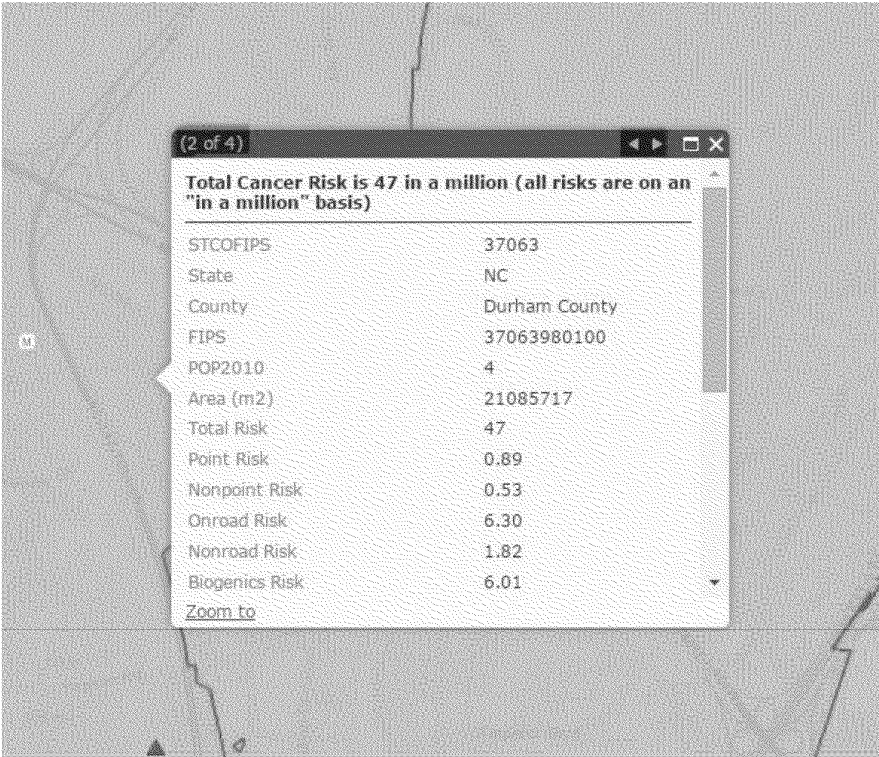 (2 of 4)
Total Cancer Risk is 47 in a million (all risks are on an
"in a million" basis)
STCOFIPS 37063
State NC
County Durham County
FIPS 37063980100
POP2010 4
Area (m2) 21085717
Total Risk 47
Point Risk 0.89
Nonpoint Risk 0.53
Onroad Risk 6.30
Nonroad Risk 1.82
Biogenics Risk 6.01
Zoom to
M